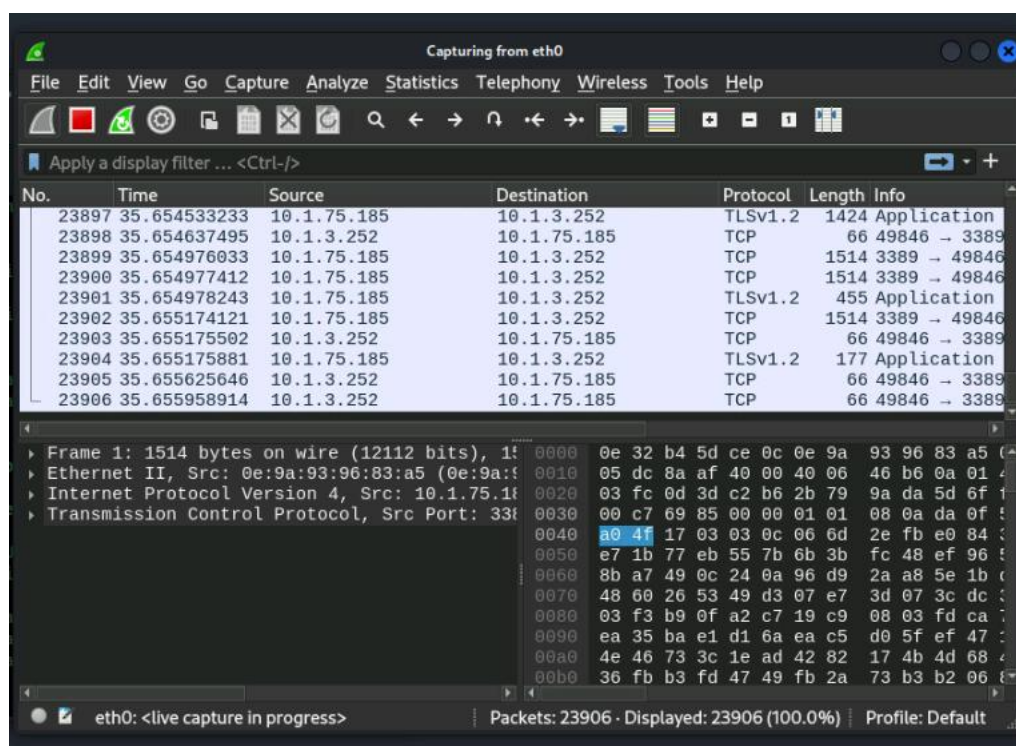 Capturing from eth0
File Edit View Go Capture Analyze Statistics Telephony Wireless Tools Help
Apply a display filter ... <Ctrl-/>
No. Time Source Destination Protocol Length Info
23897 35.654533233 10.1.75.185 10.1.3.252 TLSv1.2 1424 Application
23898 35.654637495 10.1.3.252 10.1.75.185 TCP 66 49846 → 3389
23899 35.654976033 10.1.75.185 10.1.3.252 TCP 1514 3389 → 49846
23900 35.654977412 10.1.75.185 10.1.3.252 TCP 1514 3389 → 49846
23901 35.654978243 10.1.75.185 10.1.3.252 TLSv1.2 455 Application
23902 35.655174121 10.1.75.185 10.1.3.252 TCP 1514 3389 → 49846
23903 35.655175502 10.1.3.252 10.1.75.185 TCP 66 49846 → 3389
23904 35.655175881 10.1.75.185 10.1.3.252 TLSv1.2 177 Application
23905 35.655625646 10.1.3.252 10.1.75.185 TCP 66 49846 → 3389
23906 35.655958914 10.1.3.252 10.1.75.185 TCP 66 49846 → 3389
Frame 1: 1514 bytes on wire (12112 bits), 0000 0e 32 b4 5d ce 0c 0e 9a 93 96 83 a5
Ethernet II, Src: 0e:9a:93:96:83:a5 (0e:9a: 0010 05 dc 8a af 40 00 40 06 46 b6 0a 01
Internet Protocol Version 4, Src: 10.1.75.18 0020 03 fc 0d 3d c2 b6 2b 79 9a da 5d 6f
Transmission Control Protocol, Src Port: 338 0030 00 c7 69 85 00 00 01 01 08 0a da 0f
0040 a0 4f 17 03 03 0c 06 6d 2e fb e0 84
0050 e7 1b 77 eb 55 7b 6b 3b fc 48 ef 96
0060 8b a7 49 0c 24 0a 96 d9 2a a8 5e 1b
0070 48 60 26 53 49 d3 07 e7 3d 07 3c dc
0080 03 f3 b9 0f a2 c7 19 c9 08 03 fd ca
0090 ea 35 ba e1 d1 6a ea c5 d0 5f ef 47
00a0 4e 46 73 3c 1e ad 42 82 17 4b 4d 68
00b0 36 fb b3 fd 47 49 fb 2a 73 b3 b2 06
eth0: <live capture in progress> Packets: 23906 · Displayed: 23906 (100.0%) Profile: Default